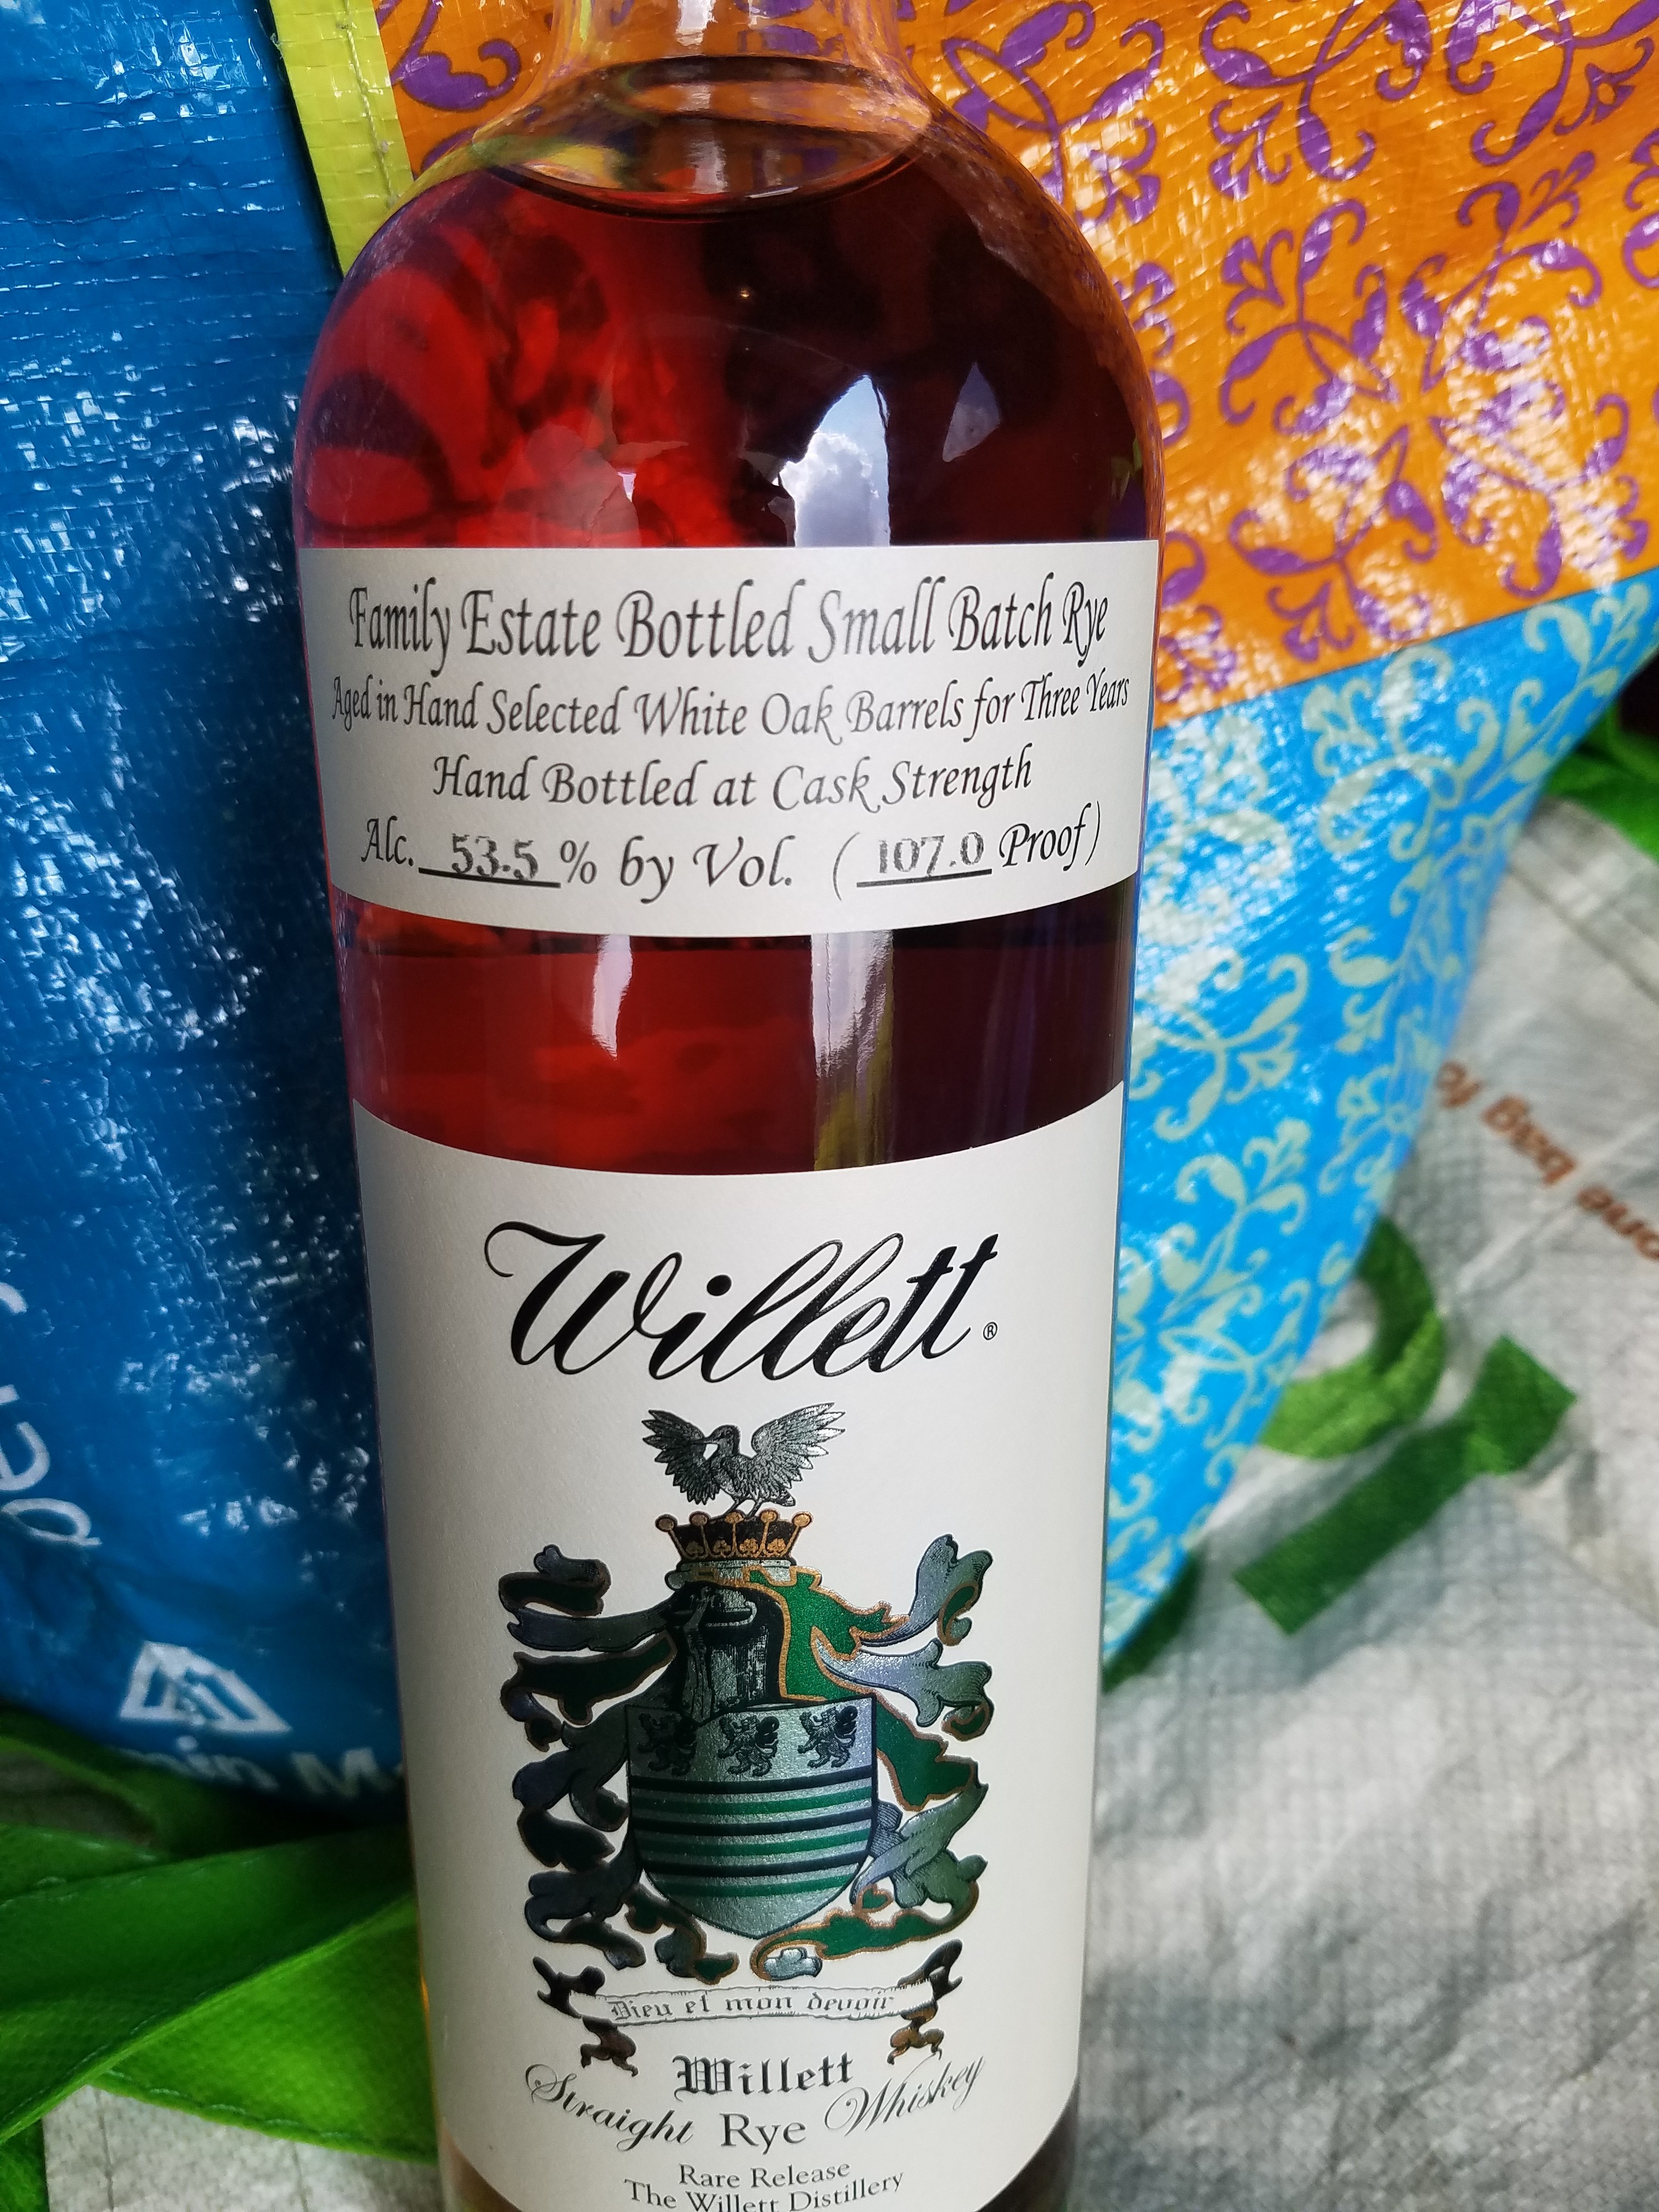 Family Estate Bottled Small Batch Rye
Aged in Hand Selected White Oak Barrels for Three Years
Hand Bottled at Cask Strength
Alc. 53.5 % by Vol. ( 107.0 Proof)
Willett®
Dieu et mon devoir
Willett
Straight Rye Whiskey
Rare Release
The Willett Distillery
one bag